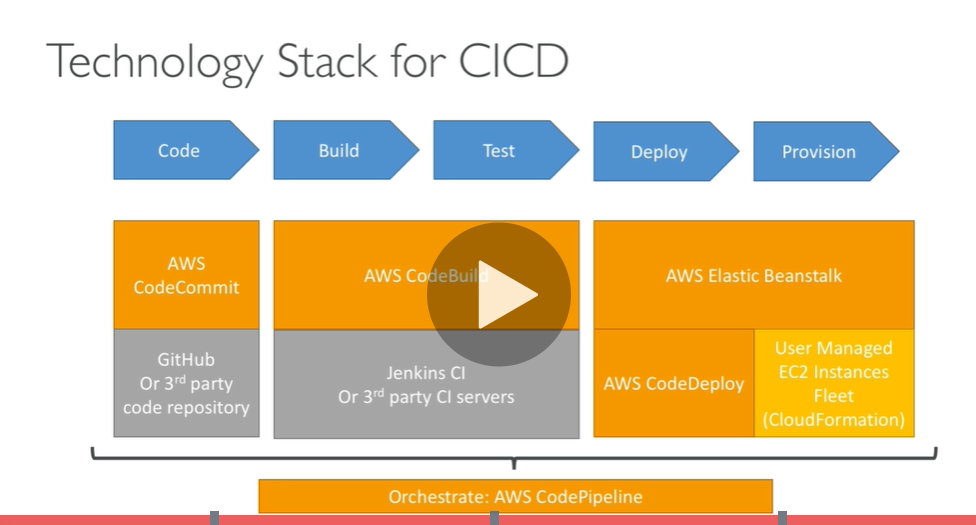 Technology Stack for CICD
Code
Build
Test
Deploy
Provision
AWS
CodeCommit
AWS CodeBuild
AWS Elastic Beanstalk
GitHub
Or 3rd party
code repository
Jenkins CI
Or 3rd party CI servers
AWS CodeDeploy
User Managed
EC2 Instances
Fleet
(CloudFormation)
Orchestrate: AWS CodePipeline